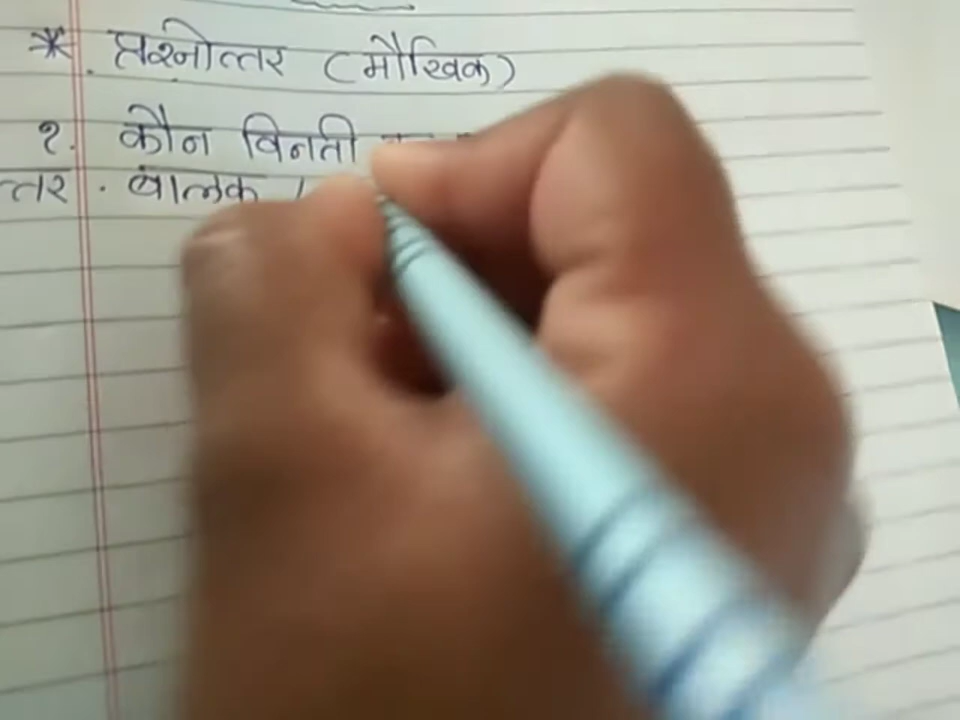 * प्रश्नोत्तर (मौखिक)
१. कौन विनती
त्तर. बालक